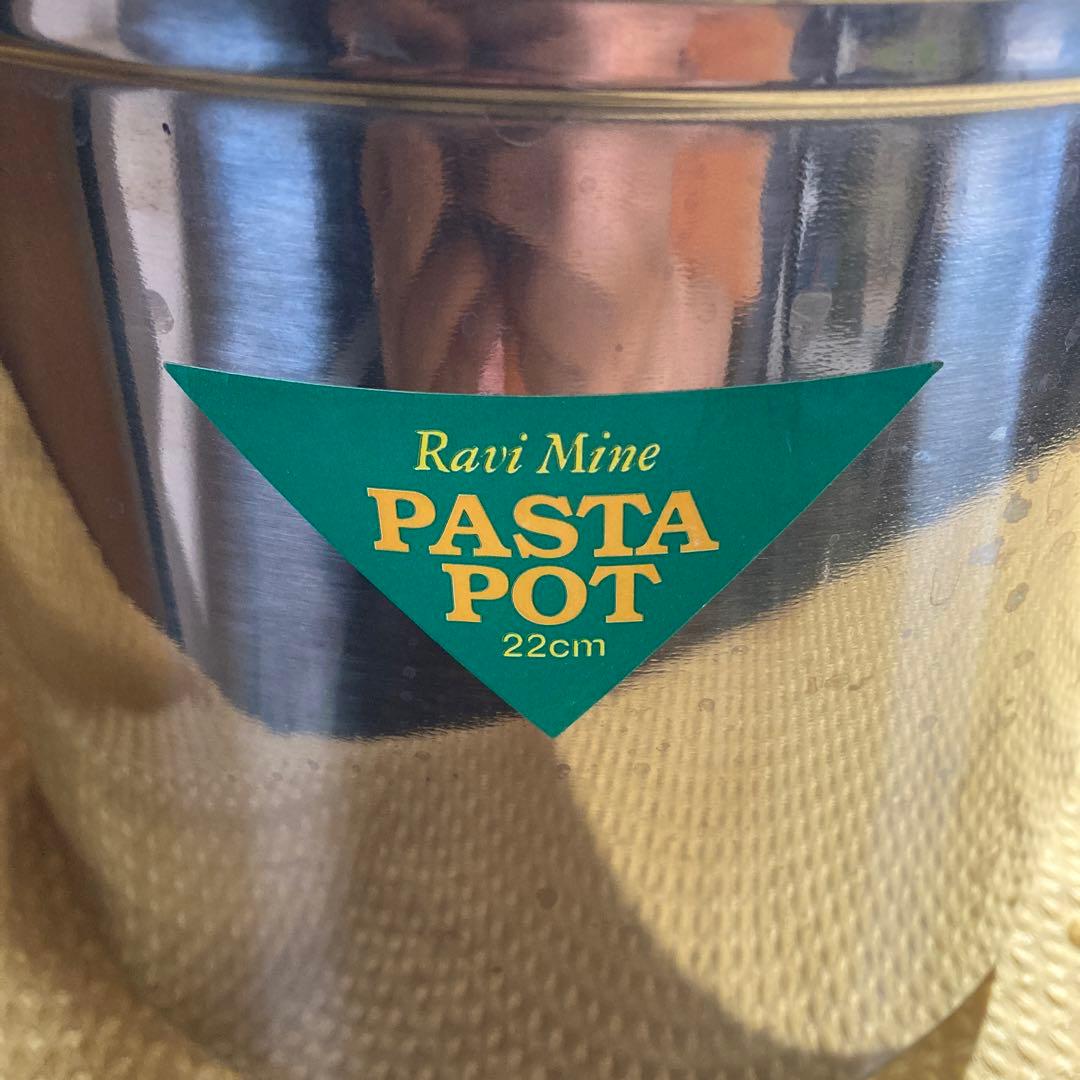 Ravi Mine
PASTA
POT
22cm